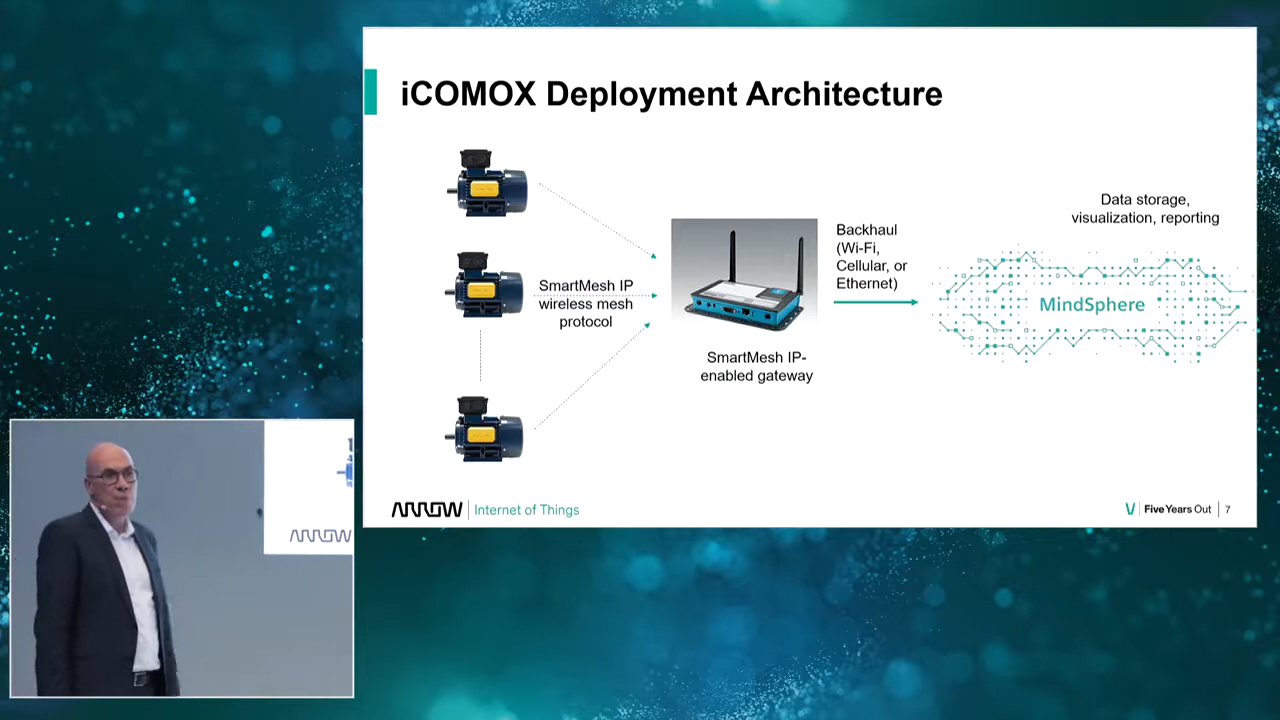 iCOMOX Deployment Architecture
SmartMesh IP
wireless mesh
protocol
SmartMesh IP-
enabled gateway
Backhaul
(Wi-Fi,
Cellular, or
Ethernet)
Data storage,
visualization, reporting
MindSphere
ARROW
Internet of Things
Five Years Out
7
ARROW